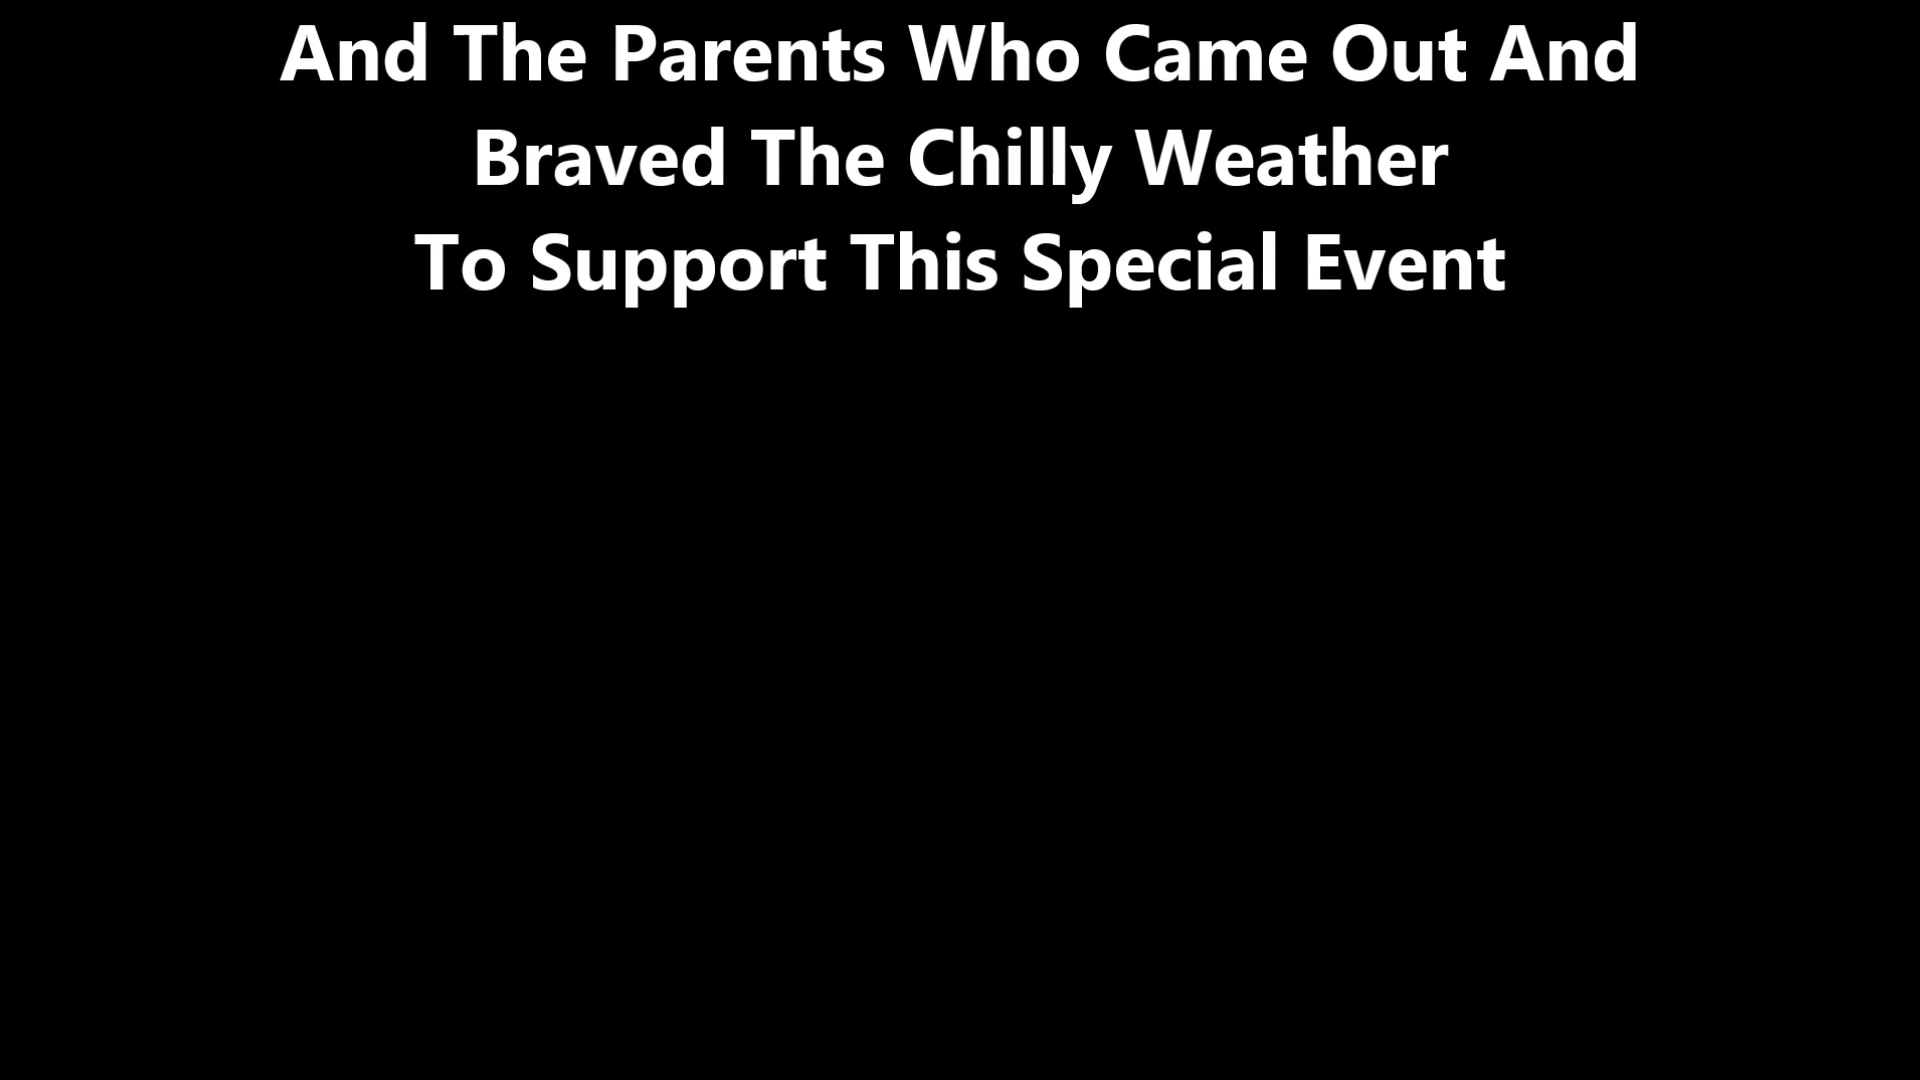 And The Parents Who Came Out And
Braved The Chilly Weather
To Support This Special Event